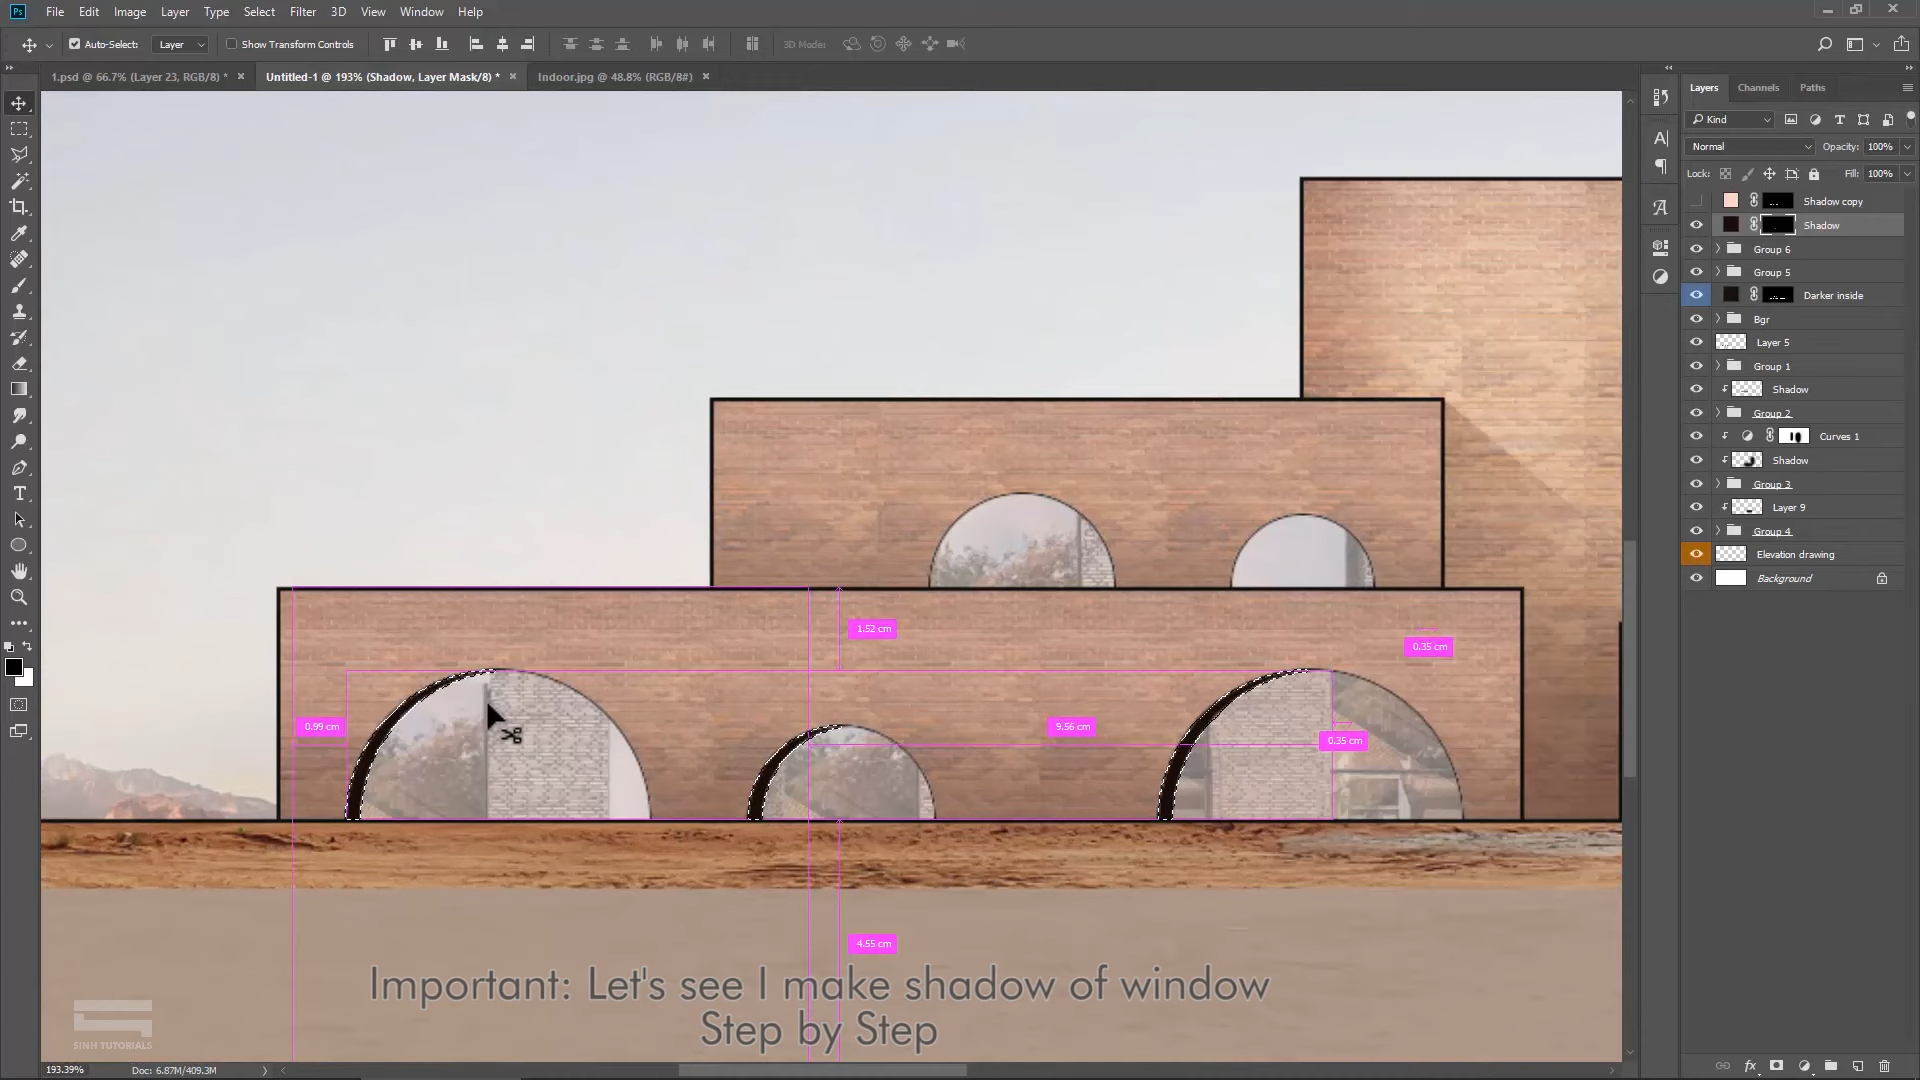 Ps File Edit Image Layer Type Select Filter 3D View Window Help
Auto-Select: Layer Show Transform Controls 3D Mode:
1.psd @ 66.7% (Layer 23, RGB/8) * × Untitled-1 @ 193% (Shadow, Layer Mask/8) * × Indoor.jpg @ 48.8% (RGB/8#) ×
Layers Channels Paths
Kind
Normal Opacity: 100%
Lock: Fill: 100%
Shadow copy
Shadow
Group 6
Group 5
Darker inside
Bgr
Layer 5
Group 1
Shadow
Group 2
Curves 1
Shadow
Group 3
Layer 9
Group 4
Elevation drawing
Background
1.52 cm
0.35 cm
0.99 cm
9.56 cm
0.35 cm
4.55 cm
Important: Let's see I make shadow of window
Step by Step
SINH TUTORIALS
193.39% Doc: 6.87M/409.3M